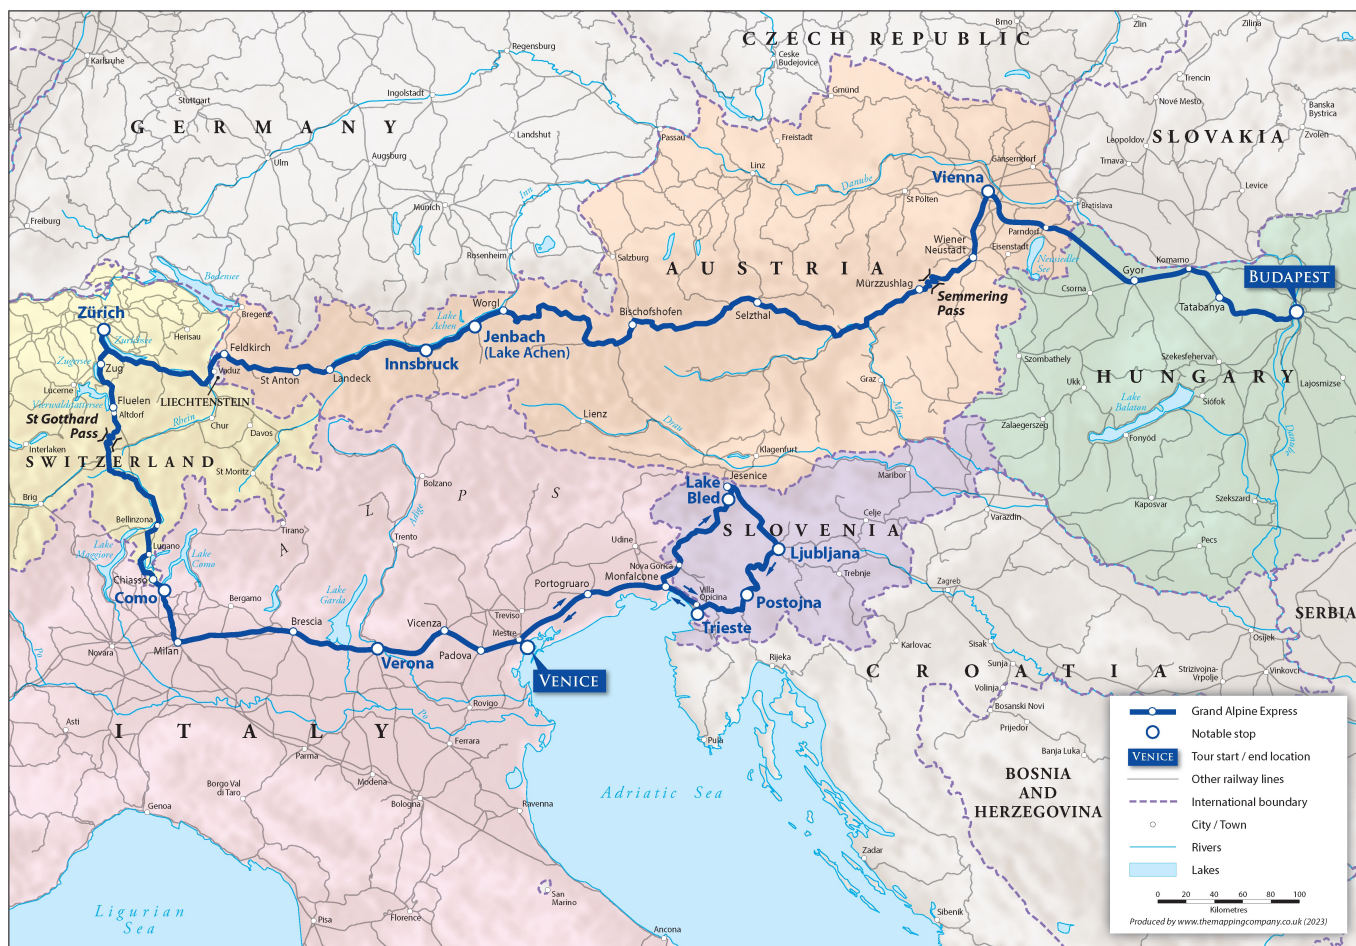 CZECH REPUBLIC
GERMANY
SLOVAKIA
AUSTRIA
HUNGARY
SWITZERLAND
LIECHTENSTEIN
SLOVENIA
CROATIA
ITALY
SERBIA
BOSNIA
AND
HERZEGOVINA
ALPS
Karlsruhe
Stuttgart
Regensburg
Ingolstadt
Landshut
Ulm
Augsburg
Munich
Freiburg
Rosenheim
Inn
Passau
Ceske
Budejovice
Brno
Zlin
Zilina
Trencin
Nové Mesto
Banska
Bystrica
Zvolen
Leopoldov
Trnava
Levice
Bratislava
Gmünd
Freistadt
Linz
Danube
St Pölten
Gänserndorf
Vienna
Parndorf
Eisenstadt
Neusiedler
See
Wiener
Neustadt
Mürzzushlag
Semmering
Pass
Salzburg
Bischofshofen
Selzthal
Graz
Mur
Lienz
Drau
Klagenfurt
Worgl
Lake
Achen
Jenbach
(Lake Achen)
Innsbruck
Landeck
St Anton
Feldkirch
Bregenz
Bodensee
Vaduz
Zürich
Zurichsee
Herisau
Zugersee
Zug
Lucerne
Vierwaldstattersee
Fluelen
Altdorf
St Gotthard
Pass
Rhein
Chur
Davos
Interlaken
St Moritz
Brig
Bellinzona
Lugano
Lake
Maggiore
Lake
Como
Chiasso
Como
Tirano
Bergamo
Novara
Milan
Brescia
Lake
Garda
Verona
Vicenza
Padova
Bolzano
Adige
Trento
Treviso
Mestre
VENICE
Portogruaro
Udine
Nova Gorica
Monfalcone
Villa
Opicina
Trieste
Postojna
Ljubljana
Lake
Bled
Jesenice
Celje
Trebnje
Maribor
Varazdin
Zagreb
Karlovac
Sisak
Sunja
Volinja
Bosanski Novi
Prijedor
Banja Luka
Strizivojna-
Vrpolje
Vinkovci
Osijek
Rijeka
Pula
Zadar
Sibenik
Gyor
Komarno
Tatabanya
BUDAPEST
Csorna
Szombathely
Ukk
Szekesfehervar
Siófok
Lajosmizse
Lake
Balaton
Fonyód
Zalaegerszeg
Kaposvar
Szekszard
Pecs
Danube
Po
Po
Asti
Genoa
Borgo Val
di Taro
Parma
Modena
Bologna
Ferrara
Rovigo
Ravenna
San
Marino
Florence
Pisa
Ancona
Adriatic Sea
Ligurian
Sea
Grand Alpine Express
Notable stop
VENICE
Tour start / end location
Other railway lines
International boundary
City / Town
Rivers
Lakes
0 20 40 60 80 100
Kilometres
Produced by www.themappingcompany.co.uk (2023)